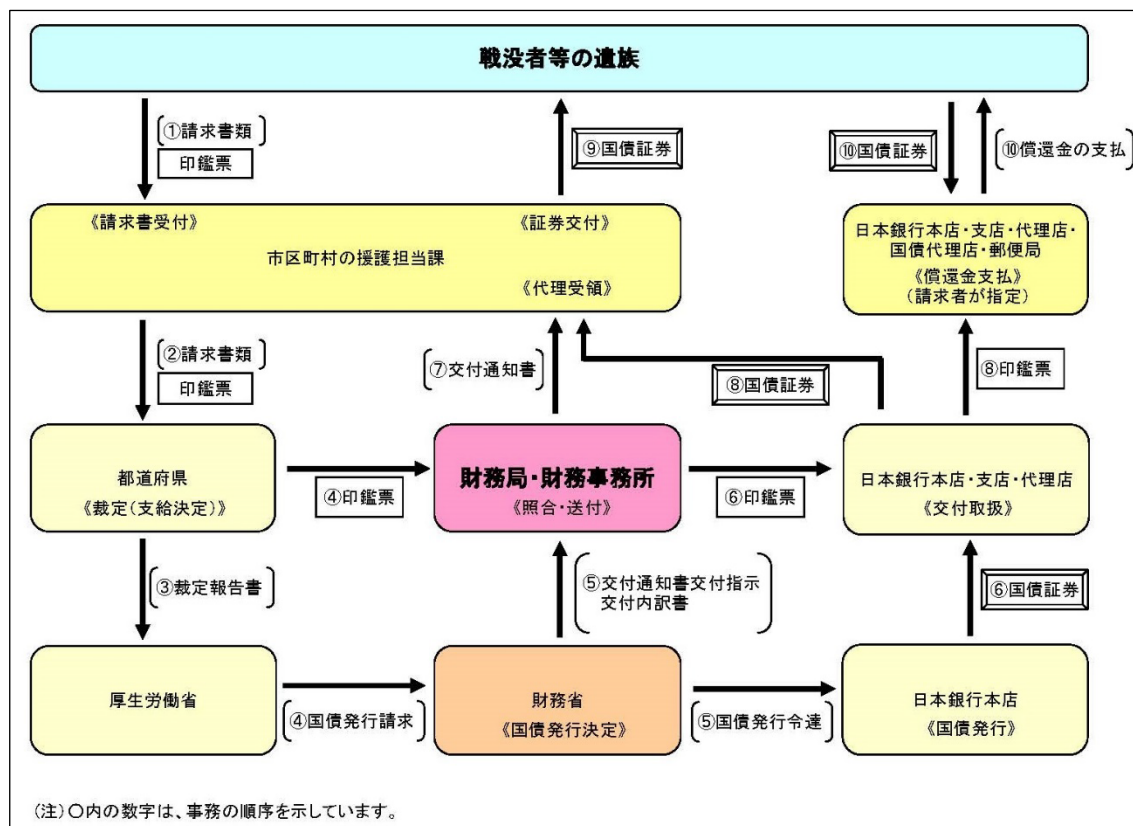 戦没者等の遺族
①請求書類
印鑑票
⑨国債証券
⑩国債証券
⑩償還金の支払
《請求書受付》
《証券交付》
市区町村の援護担当課
《代理受領》
日本銀行本店・支店・代理店・
国債代理店・郵便局
《償還金支払》
(請求者が指定)
②請求書類
印鑑票
⑦交付通知書
⑧国債証券
⑧印鑑票
都道府県
《裁定(支給決定)》
④印鑑票
財務局・財務事務所
《照合・送付》
⑥印鑑票
日本銀行本店・支店・代理店
《交付取扱》
③裁定報告書
⑤交付通知書交付指示
交付内訳書
⑥国債証券
厚生労働省
④国債発行請求
財務省
《国債発行決定》
⑤国債発行令達
日本銀行本店
《国債発行》
(注)○内の数字は、事務の順序を示しています。